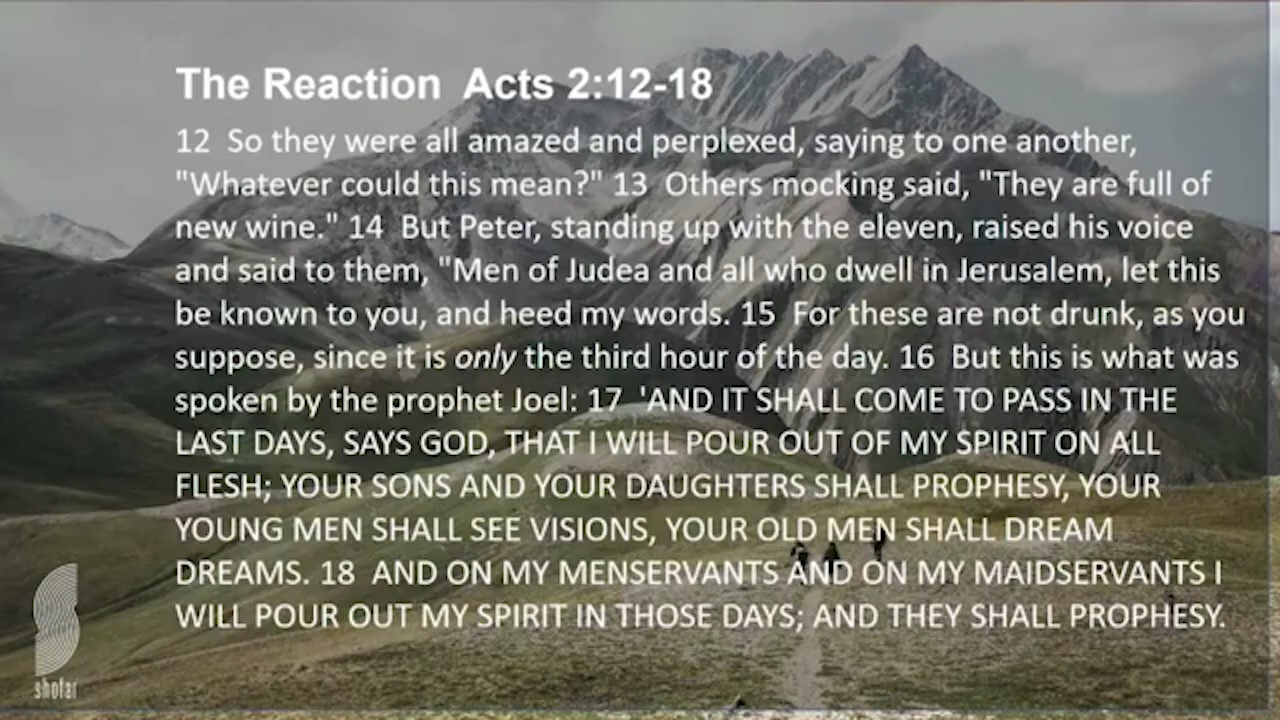 The Reaction  Acts 2:12-18
12  So they were all amazed and perplexed, saying to one another,
"Whatever could this mean?" 13  Others mocking said, "They are full of
new wine." 14  But Peter, standing up with the eleven, raised his voice
and said to them, "Men of Judea and all who dwell in Jerusalem, let this
be known to you, and heed my words. 15  For these are not drunk, as you
suppose, since it is only the third hour of the day. 16  But this is what was
spoken by the prophet Joel: 17  'AND IT SHALL COME TO PASS IN THE
LAST DAYS, SAYS GOD, THAT I WILL POUR OUT OF MY SPIRIT ON ALL
FLESH; YOUR SONS AND YOUR DAUGHTERS SHALL PROPHESY, YOUR
YOUNG MEN SHALL SEE VISIONS, YOUR OLD MEN SHALL DREAM
DREAMS. 18  AND ON MY MENSERVANTS AND ON MY MAIDSERVANTS I
WILL POUR OUT MY SPIRIT IN THOSE DAYS; AND THEY SHALL PROPHESY.
shofar